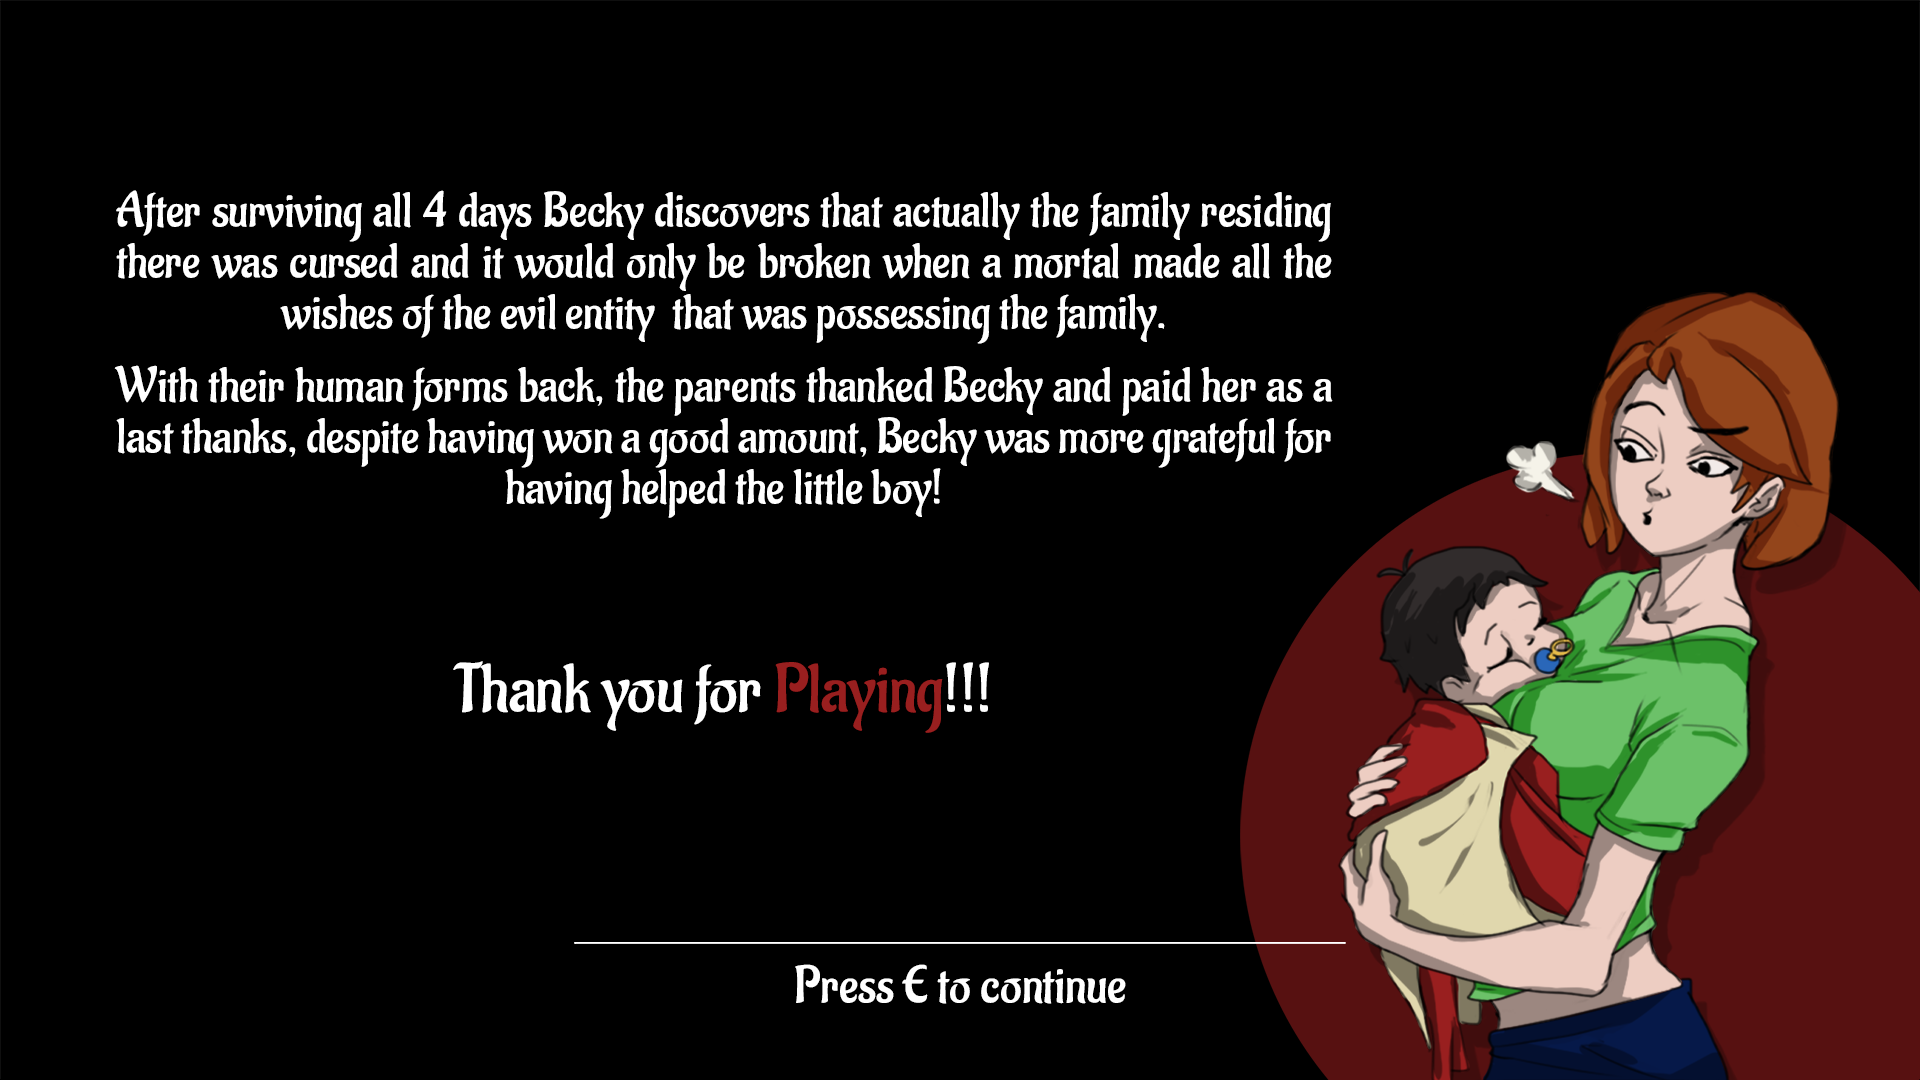 After surviving all 4 days Becky discovers that actually the family residing
there was cursed and it would only be broken when a mortal made all the
wishes of the evil entity that was possessing the family.
With their human forms back, the parents thanked Becky and paid her as a
last thanks, despite having won a good amount, Becky was more grateful for
having helped the little boy!
Thank you for Playing!!!
Press E to continue